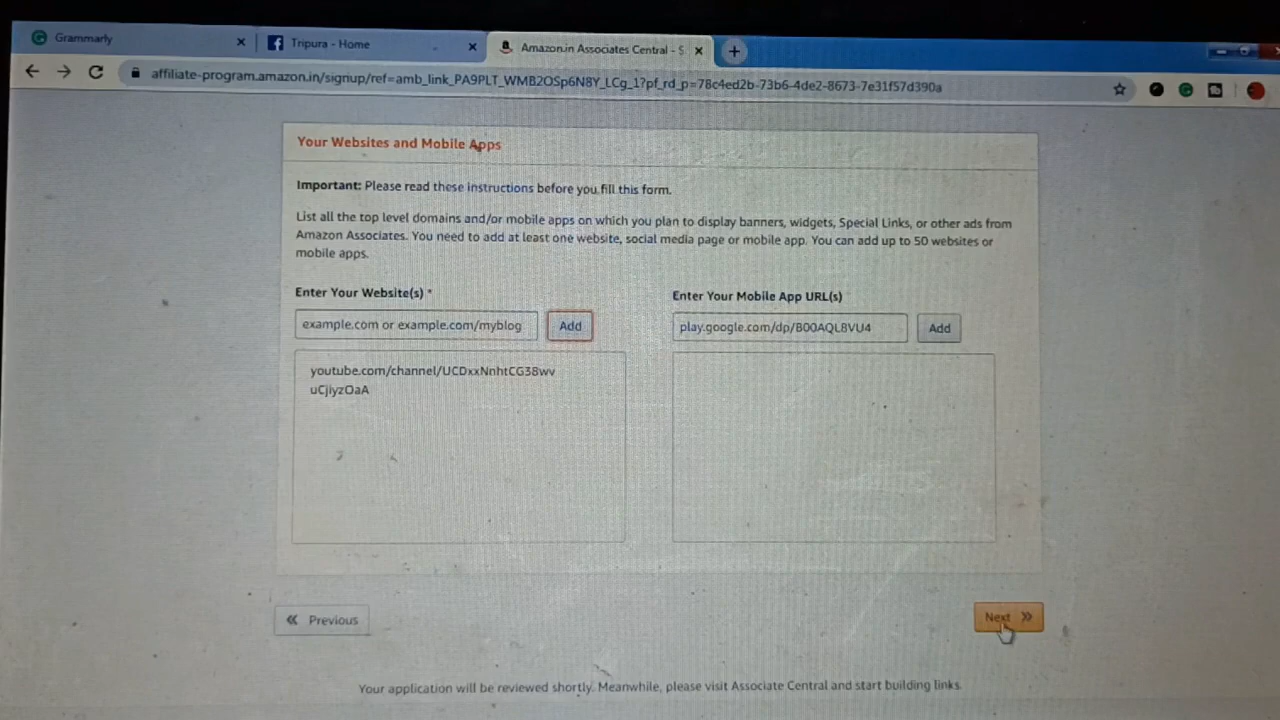 Grammarly
Tripura - Home
Amazon.in Associates Central - S
affiliate-program.amazon.in/signup/ref=amb_link_PA9PLT_WMB2OSp6N8Y_LCg_1?pf_rd_p=78c4ed2b-73b6-4de2-8673-7e31f57d390a
Your Websites and Mobile Apps
Important: Please read these instructions before you fill this form.
List all the top level domains and/or mobile apps on which you plan to display banners, widgets, Special Links, or other ads from
Amazon Associates. You need to add at least one website, social media page or mobile app. You can add up to 50 websites or
mobile apps.
Enter Your Website(s) *
Enter Your Mobile App URL(s)
example.com or example.com/myblog
Add
play.google.com/dp/B00AQL8VU4
Add
youtube.com/channel/UCDxxNnhtCG38wv
uCjiyzOaA
« Previous
Next »
Your application will be reviewed shortly. Meanwhile, please visit Associate Central and start building links.